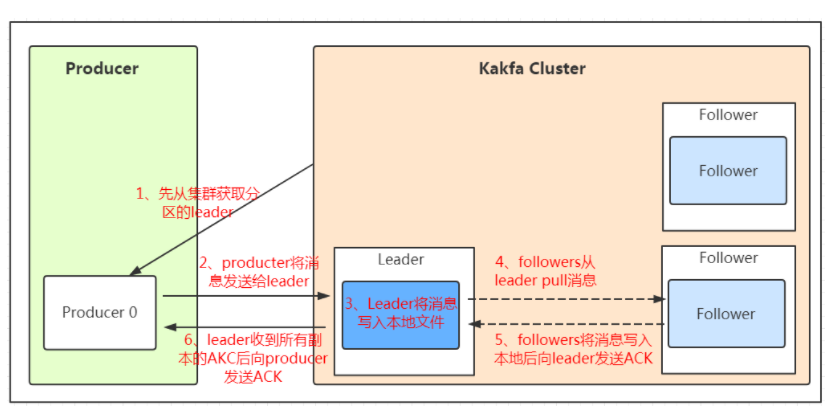 Producer
Kakfa Cluster
Follower
Follower
1、先从集群获取分
区的leader
2、producter将消
息发送给leader
Leader
4、followers从
leader pull消息
Follower
Producer 0
3、Leader将消息
写入本地文件
Follower
6、leader收到所有副
本的AKC后向producer
发送ACK
5、followers将消息写入
本地后向leader发送ACK